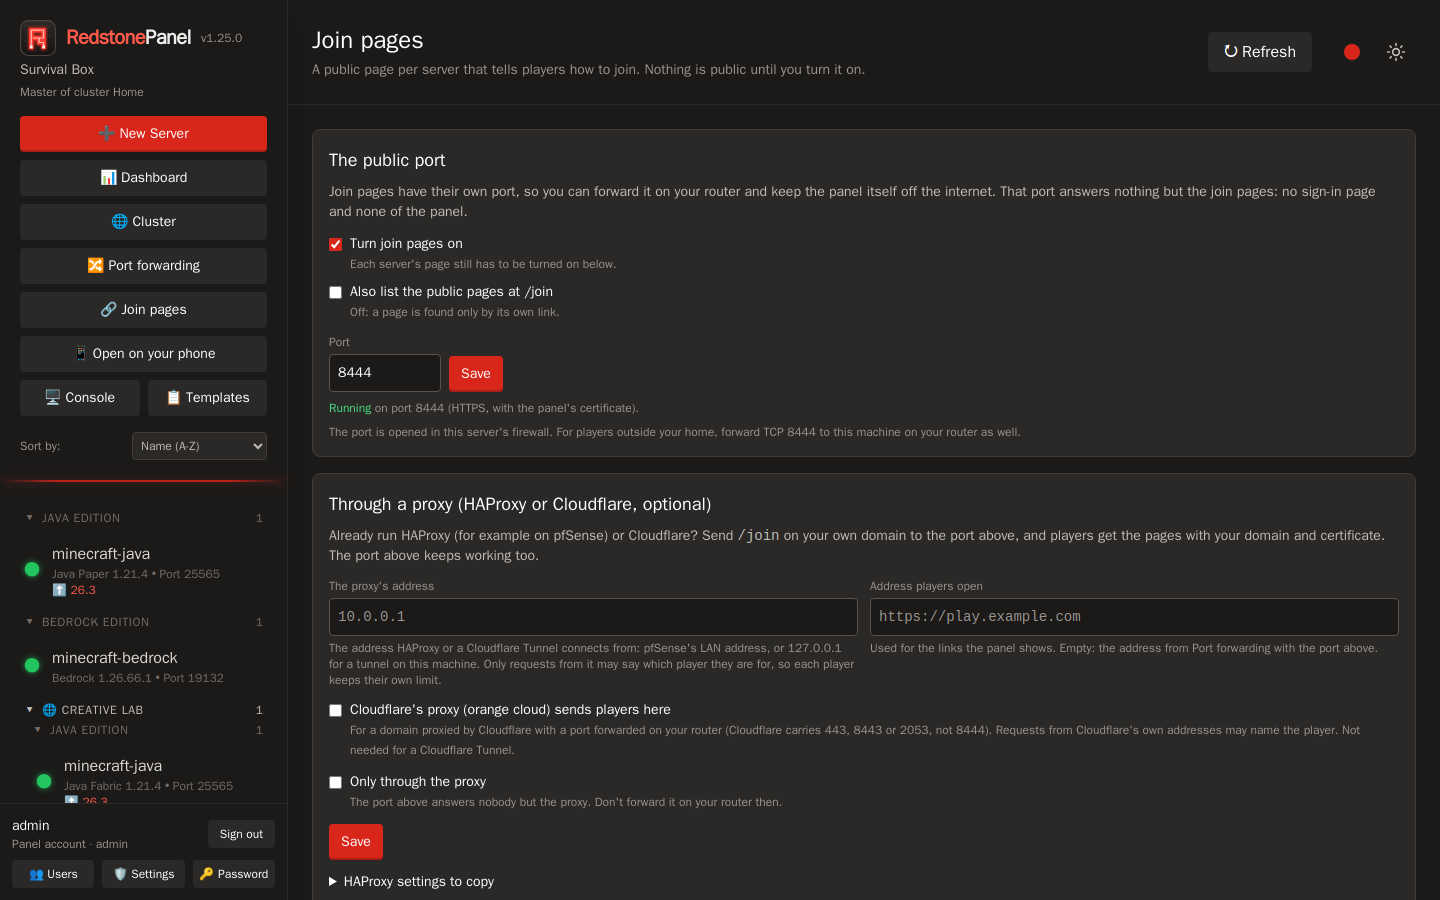 RedstonePanel v1.25.0
Survival Box
Master of cluster Home
➕ New Server
📊 Dashboard
🌐 Cluster
🔀 Port forwarding
🔗 Join pages
📱 Open on your phone
🖥️ Console
📋 Templates
Sort by:
Name (A-Z)
▼ JAVA EDITION 1
minecraft-java
Java Paper 1.21.4 • Port 25565
⬆️ 26.3
▼ BEDROCK EDITION 1
minecraft-bedrock
Bedrock 1.26.66.1 • Port 19132
▼ 🌐 CREATIVE LAB 1
▼ JAVA EDITION 1
minecraft-java
Java Fabric 1.21.4 • Port 25565
⬆️ 26.3
admin
Panel account · admin
Sign out
👥 Users
🛡️ Settings
🔑 Password
Join pages
A public page per server that tells players how to join. Nothing is public until you turn it on.
↻ Refresh
The public port
Join pages have their own port, so you can forward it on your router and keep the panel itself off the internet. That port answers nothing but the join pages: no sign-in page
and none of the panel.
Turn join pages on
Each server's page still has to be turned on below.
Also list the public pages at /join
Off: a page is found only by its own link.
Port
8444
Save
Running on port 8444 (HTTPS, with the panel's certificate).
The port is opened in this server's firewall. For players outside your home, forward TCP 8444 to this machine on your router as well.
Through a proxy (HAProxy or Cloudflare, optional)
Already run HAProxy (for example on pfSense) or Cloudflare? Send /join on your own domain to the port above, and players get the pages with your domain and certificate.
The port above keeps working too.
The proxy's address
10.0.0.1
The address HAProxy or a Cloudflare Tunnel connects from: pfSense's LAN address, or 127.0.0.1
for a tunnel on this machine. Only requests from it may say which player they are for, so each player
keeps their own limit.
Address players open
https://play.example.com
Used for the links the panel shows. Empty: the address from Port forwarding with the port above.
Cloudflare's proxy (orange cloud) sends players here
For a domain proxied by Cloudflare with a port forwarded on your router (Cloudflare carries 443, 8443 or 2053, not 8444). Requests from Cloudflare's own addresses may name the player. Not
needed for a Cloudflare Tunnel.
Only through the proxy
The port above answers nobody but the proxy. Don't forward it on your router then.
Save
▶ HAProxy settings to copy